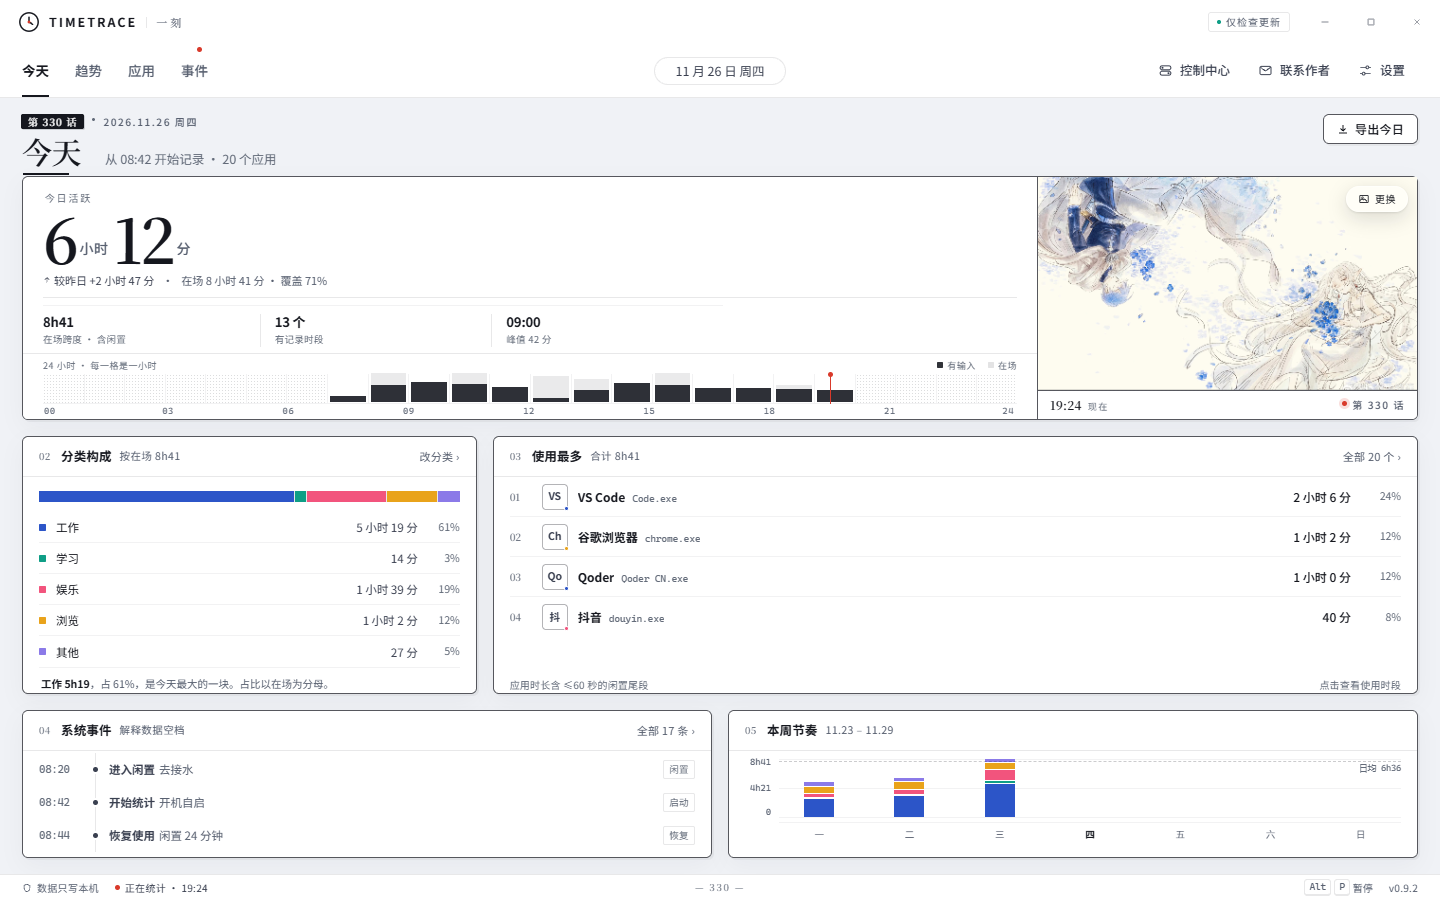 TIMETRACE 一刻
仅检查更新
今天 趋势 应用 事件
11 月 26 日 周四
控制中心 联系作者 设置
第 330 话 • 2026.11.26 周四
今天 从 08:42 开始记录 • 20 个应用
导出今日
今日活跃
6 小时 12 分
↑ 较昨日 +2 小时 47 分 • 在场 8 小时 41 分 • 覆盖 71%
8h41 13 个 09:00
在场跨度 • 含闲置 有记录时段 峰值 42 分
24 小时 • 每一格是一小时 有输入 在场
00 03 06 09 12 15 18 21 24
更换
19:24 现在 第 330 话
02 分类构成 按在场 8h41 改分类 ›
工作 5 小时 19 分 61%
学习 14 分 3%
娱乐 1 小时 39 分 19%
浏览 1 小时 2 分 12%
其他 27 分 5%
工作 5h19，占 61%，是今天最大的一块。占比以在场为分母。
03 使用最多 合计 8h41 全部 20 个 ›
01 VS VS Code Code.exe 2 小时 6 分 24%
02 Ch 谷歌浏览器 chrome.exe 1 小时 2 分 12%
03 Qo Qoder Qoder CN.exe 1 小时 0 分 12%
04 抖 抖音 douyin.exe 40 分 8%
应用时长含 ≤60 秒的闲置尾段 点击查看使用时段
04 系统事件 解释数据空档 全部 17 条 ›
08:20 进入闲置 去接水 闲置
08:42 开始统计 开机自启 启动
08:44 恢复使用 闲置 24 分钟 恢复
05 本周节奏 11.23 – 11.29
8h41 日均 6h36
4h21
0
一 二 三 四 五 六 日
数据只写本机 正在统计 • 19:24
— 330 —
Alt P 暂停 v0.9.2